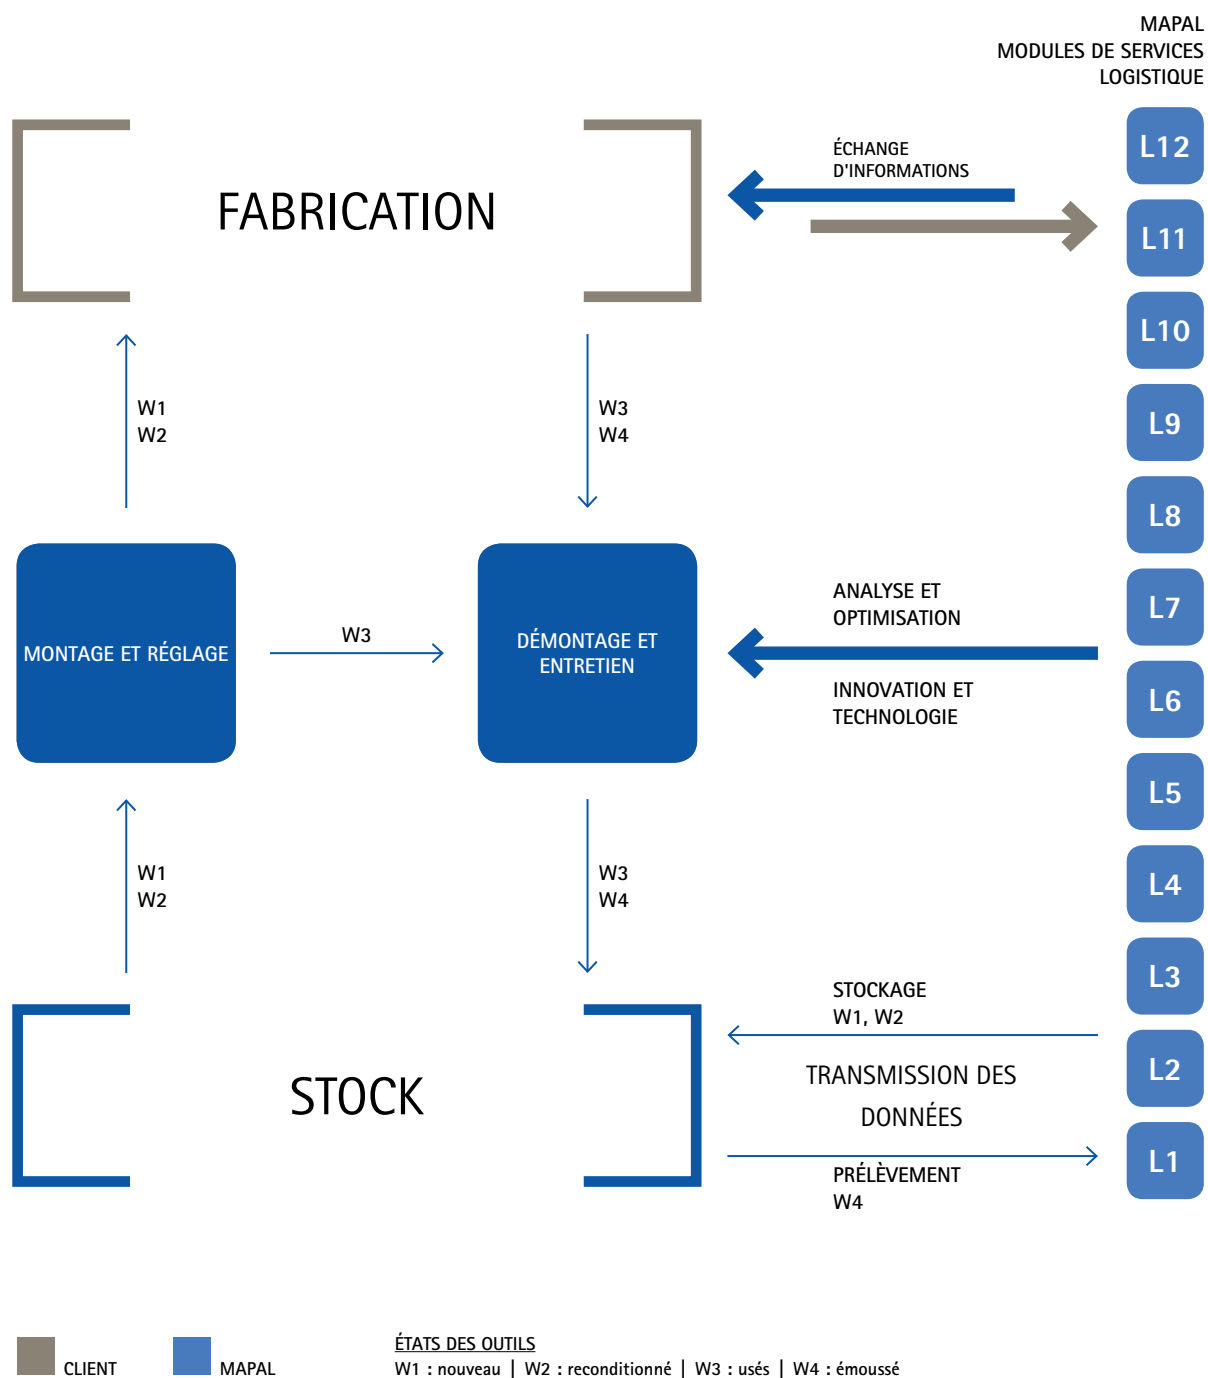 MAPAL
MODULES DE SERVICES
LOGISTIQUE
L12
ÉCHANGE
D'INFORMATIONS
FABRICATION
L11
L10
W1
W2
W3
W4
L9
L8
ANALYSE ET
OPTIMISATION
L7
MONTAGE ET RÉGLAGE
W3
DÉMONTAGE ET
ENTRETIEN
INNOVATION ET
TECHNOLOGIE
L6
L5
W1
W2
W3
W4
L4
L3
STOCKAGE
W1, W2
STOCK
TRANSMISSION DES
DONNÉES
L2
L1
PRÉLÈVEMENT
W4
CLIENT
MAPAL
ÉTATS DES OUTILS
W1 : nouveau | W2 : reconditionné | W3 : usés | W4 : émoussé